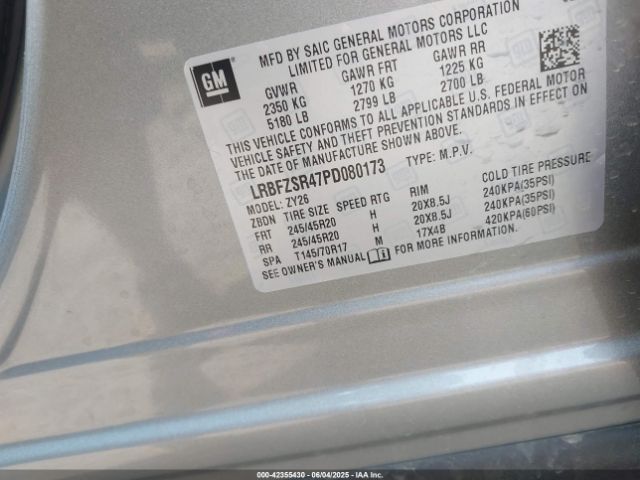 MFD BY SAIC GENERAL MOTORS CORPORATION
LIMITED FOR GENERAL MOTORS LLC
GM
GVWR GAWR FRT GAWR RR
2350 KG 1270 KG 1225 KG
5180 LB 2799 LB 2700 LB
THIS VEHICLE CONFORMS TO ALL APPLICABLE U.S. FEDERAL MOTOR
VEHICLE SAFETY AND THEFT PREVENTION STANDARDS IN EFFECT ON
THE DATE OF MANUFACTURE SHOWN ABOVE.
LRBFZSR47PD080173 TYPE: M.P.V.
MODEL: ZY26
ZBDN TIRE SIZE SPEED RTG RIM COLD TIRE PRESSURE
FRT 245/45R20 H 20X8.5J 240KPA(35PSI)
RR 245/45R20 H 20X8.5J 240KPA(35PSI)
SPA T145/70R17 M 17X4B 420KPA(60PSI)
SEE OWNER'S MANUAL FOR MORE INFORMATION.
000-42355430 - 06/04/2025 - IAAI.COM